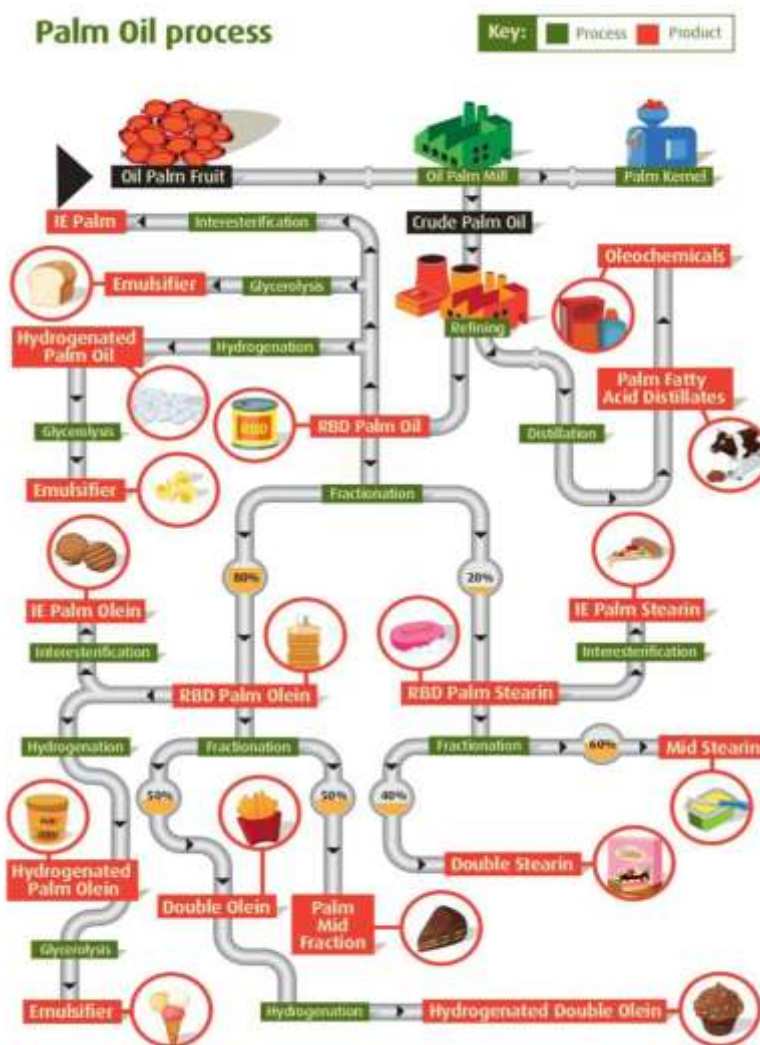 Palm Oil process
Key: Process Product
Oil Palm Fruit
Oil Palm Mill
Palm Kernel
IE Palm
Interesterification
Crude Palm Oil
Emulsifier
Glycerolysis
Oleochemicals
Refining
Hydrogenated
Palm Oil
Hydrogenation
Palm Fatty
Acid Distillates
RBD
RBD Palm Oil
Distillation
Glycerolysis
Emulsifier
Fractionation
80%
20%
IE Palm Olein
IE Palm Stearin
Interesterification
Interesterification
RBD Palm Olein
RBD Palm Stearin
Hydrogenation
Fractionation
Fractionation
60%
Mid Stearin
50%
50%
40%
Hydrogenated
Palm Olein
Double Stearin
Double Olein
Palm
Mid
Fraction
Glycerolysis
Emulsifier
Hydrogenation
Hydrogenated Double Olein